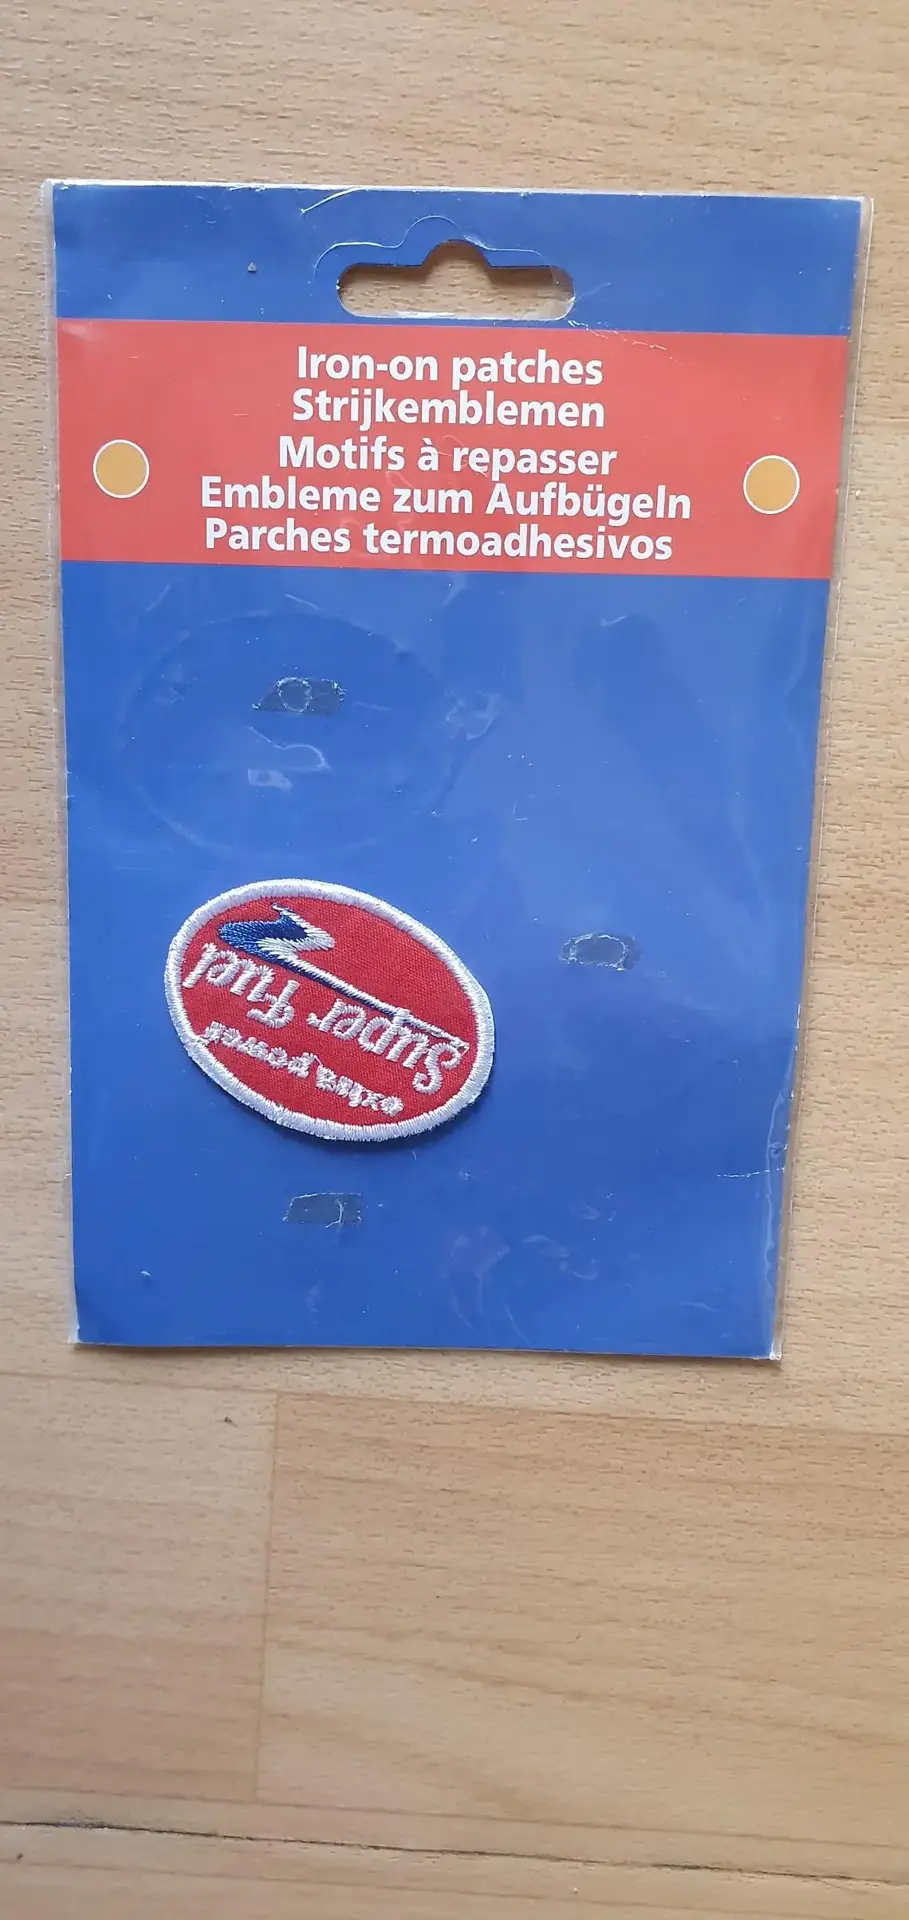 Iron-on patches
Strijkemblemen
Motifs à repasser
Embleme zum Aufbügeln
Parches termoadhesivos
extra power
Super Fuel